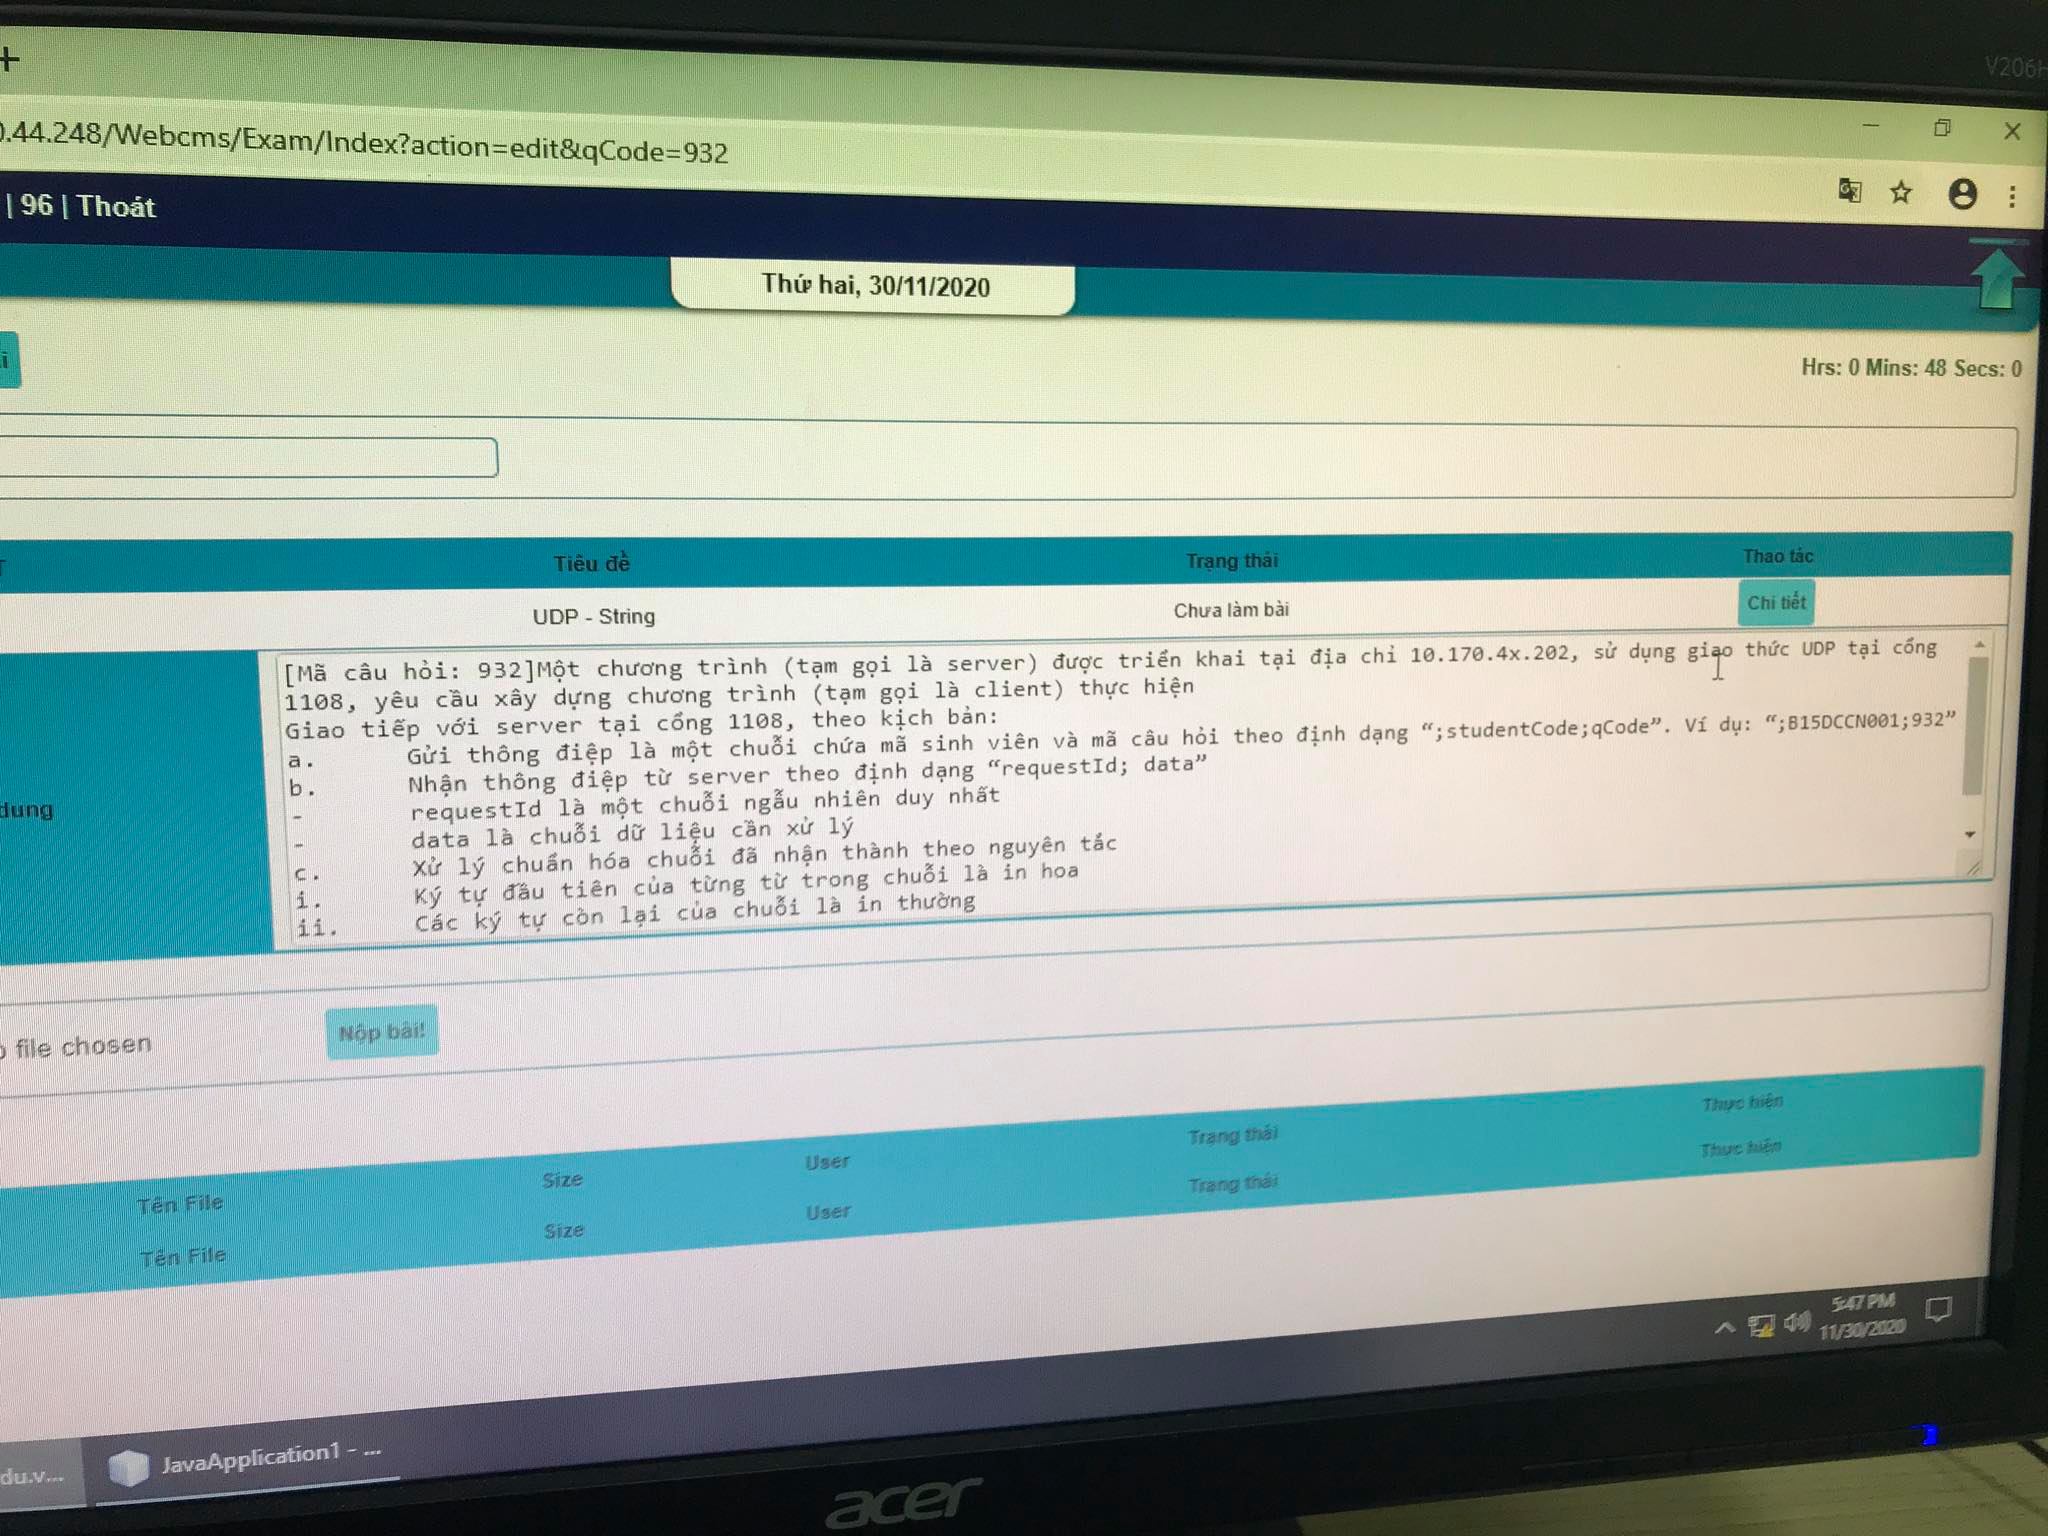 V206H
+
0.44.248/Webcms/Exam/Index?action=edit&qCode=932
| 96 | Thoát
Thứ hai, 30/11/2020
i
Hrs: 0 Mins: 48 Secs: 0
Tiêu đề Trạng thái Thao tác
UDP - String Chưa làm bài Chi tiết
[Mã câu hỏi: 932]Một chương trình (tạm gọi là server) được triển khai tại địa chỉ 10.170.4x.202, sử dụng giao thức UDP tại cổng
1108, yêu cầu xây dựng chương trình (tạm gọi là client) thực hiện
Giao tiếp với server tại cổng 1108, theo kịch bản:
a. Gửi thông điệp là một chuỗi chứa mã sinh viên và mã câu hỏi theo định dạng “;studentCode;qCode”. Ví dụ: “;B15DCCN001;932”
b. Nhận thông điệp từ server theo định dạng “requestId; data”
- requestId là một chuỗi ngẫu nhiên duy nhất
- data là chuỗi dữ liệu cần xử lý
c. Xử lý chuẩn hóa chuỗi đã nhận thành theo nguyên tắc
i. Ký tự đầu tiên của từng từ trong chuỗi là in hoa
ii. Các ký tự còn lại của chuỗi là in thường
dung
file chosen Nộp bài!
Tên File Size User Trạng thái Thực hiện
Tên File Size User Trạng thái Thực hiện
5:47 PM
11/30/2020
du.v... JavaApplication1 - ...
acer